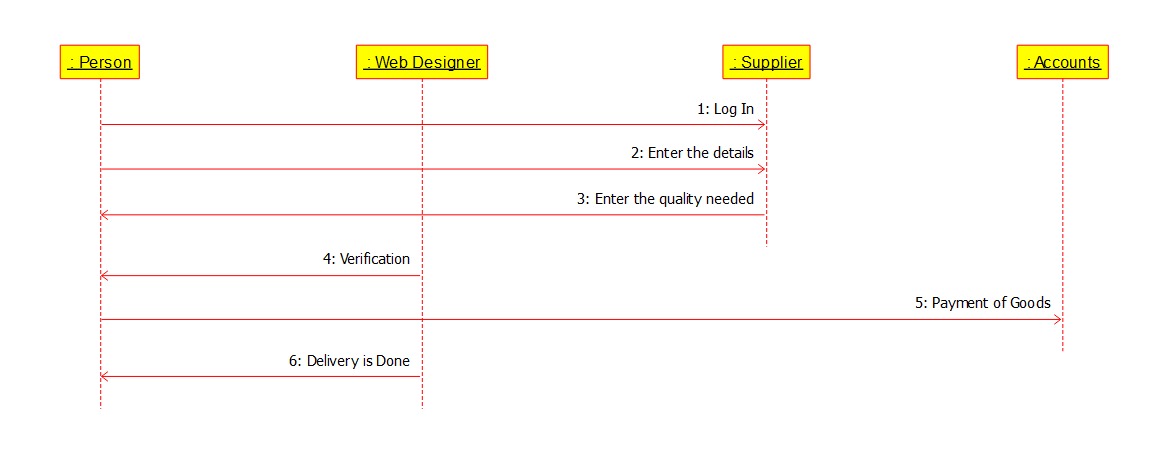 : Person
: Web Designer
: Supplier
: Accounts
1: Log In
2: Enter the details
3: Enter the quality needed
4: Verification
5: Payment of Goods
6: Delivery is Done